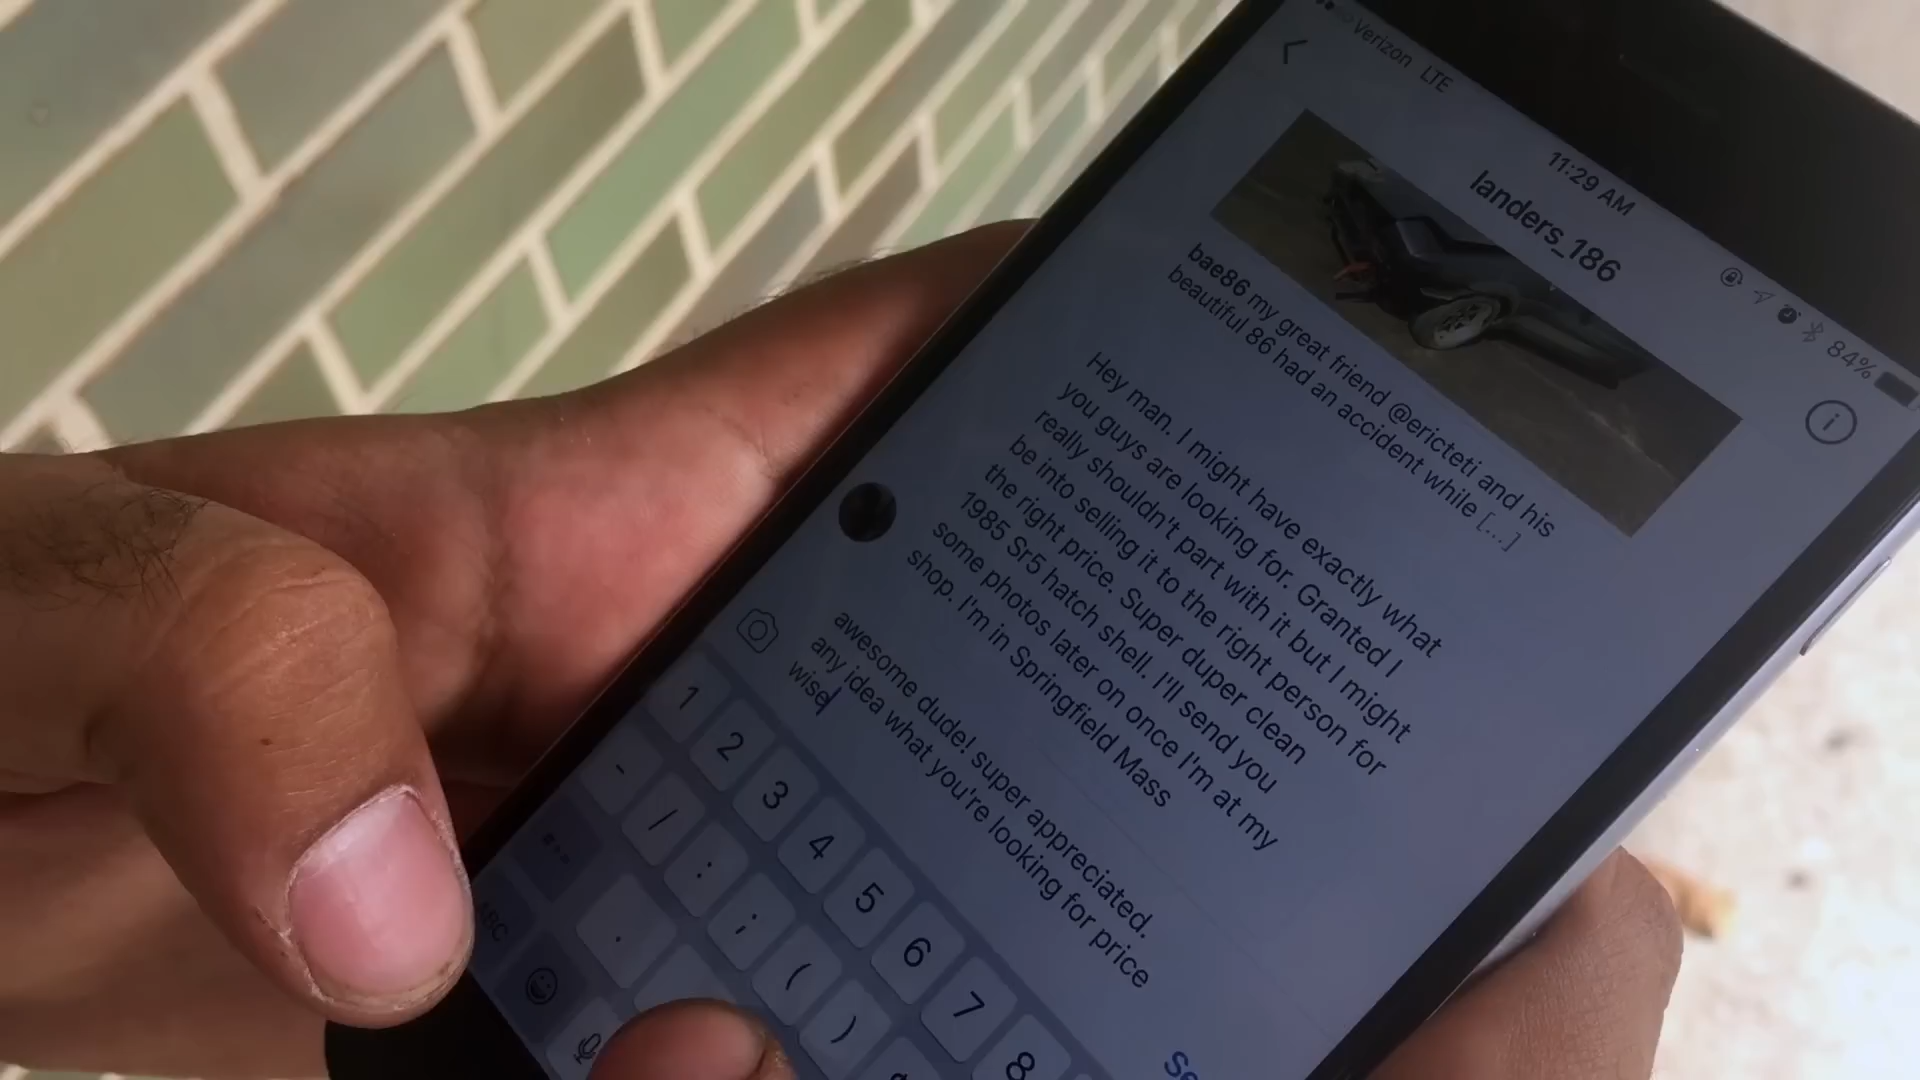 Verizon LTE 11:29 AM 84%
landers_186
bae86 my great friend @ericteti and his
beautiful 86 had an accident while [...]
Hey man. I might have exactly what
you guys are looking for. Granted I
really shouldn't part with it but I might
be into selling it to the right person for
the right price. Super duper clean
1985 Sr5 hatch shell. I'll send you
some photos later on once I'm at my
shop. I'm in Springfield Mass
awesome dude! super appreciated.
any idea what you're looking for price
wise
1 2 3 4 5 6 7 8
- / : ; ( )
.
ABC